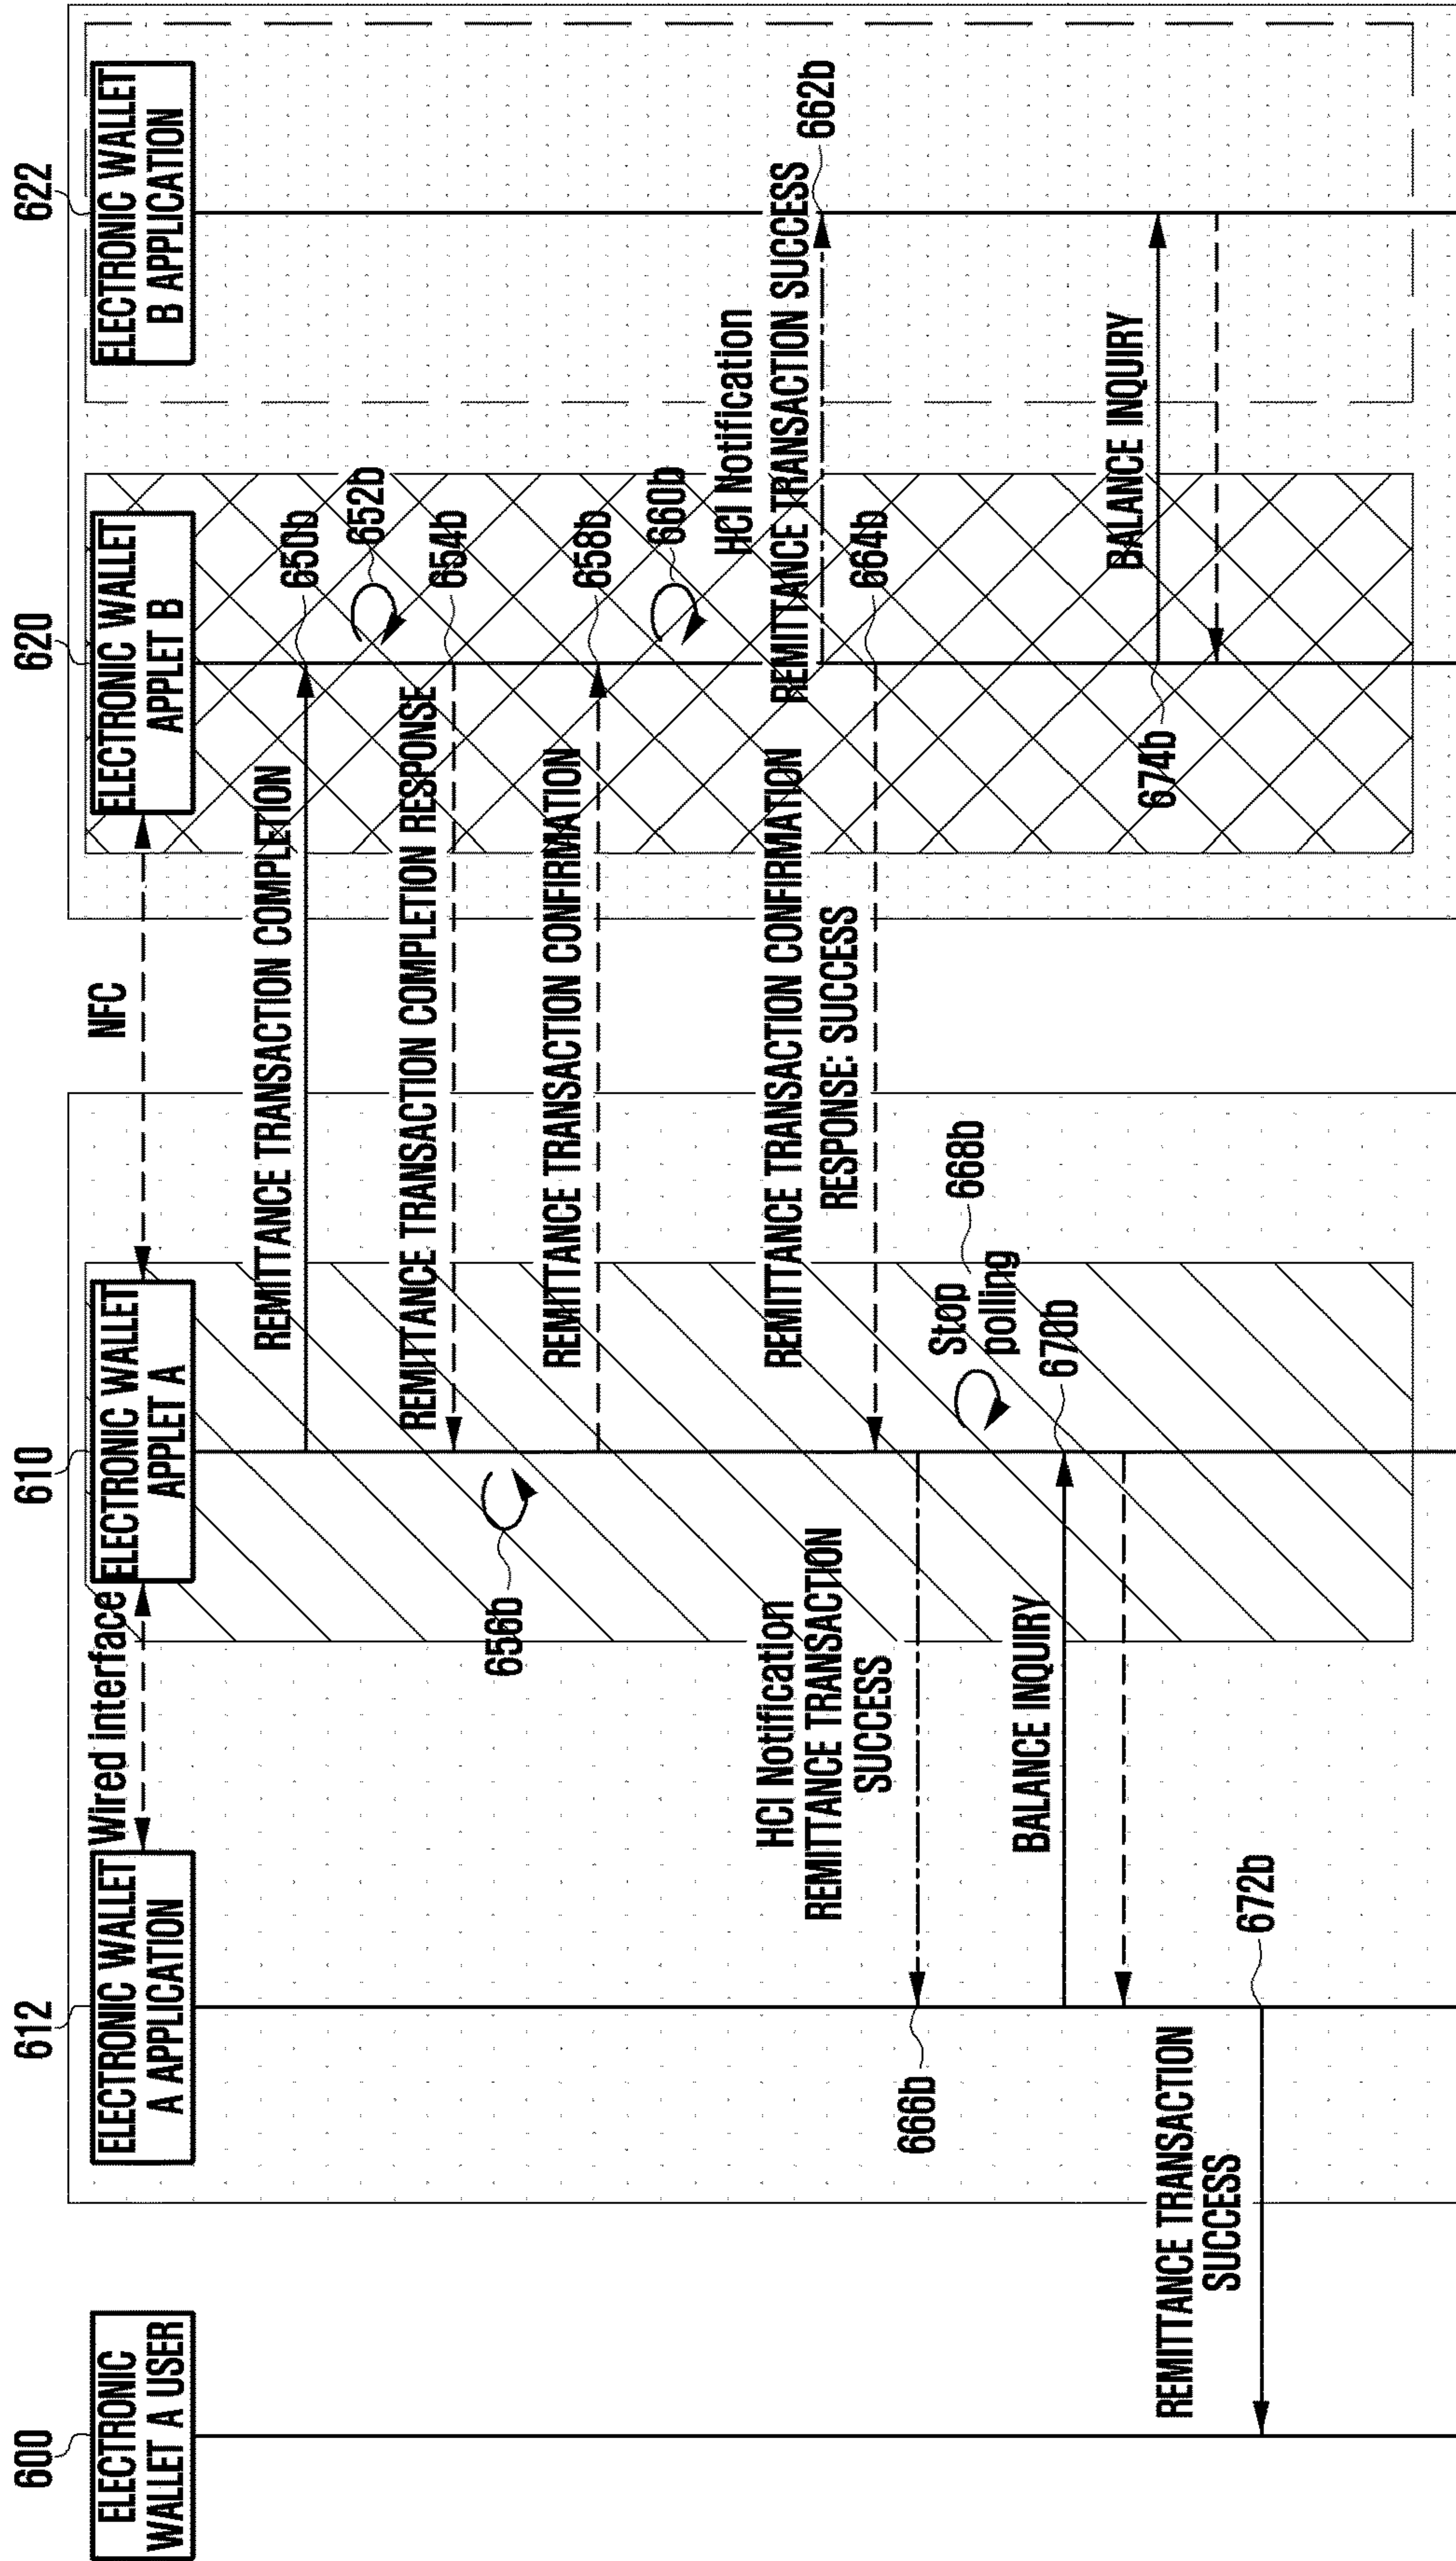 600
612
610
620
622
ELECTRONIC
WALLET A USER
ELECTRONIC WALLET
A APPLICATION
Wired interface
ELECTRONIC WALLET
APPLET A
NFC
ELECTRONIC WALLET
APPLET B
ELECTRONIC WALLET
B APPLICATION
REMITTANCE TRANSACTION COMPLETION
650b
652b
REMITTANCE TRANSACTION COMPLETION RESPONSE
654b
656b
REMITTANCE TRANSACTION CONFIRMATION
658b
660b
HCI Notification
REMITTANCE TRANSACTION SUCCESS
662b
REMITTANCE TRANSACTION CONFIRMATION
RESPONSE: SUCCESS
664b
HCI Notification
REMITTANCE TRANSACTION
SUCCESS
666b
Stop
polling
668b
BALANCE INQUIRY
670b
REMITTANCE TRANSACTION
SUCCESS
672b
BALANCE INQUIRY
674b